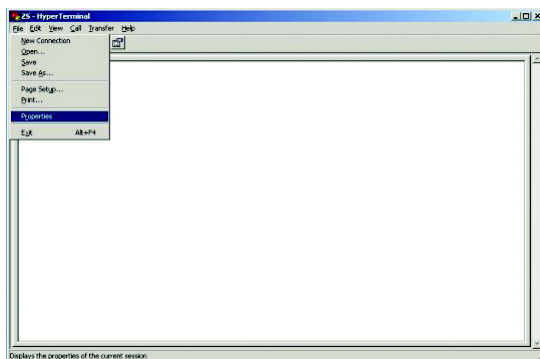 ZS - HyperTerminal
File Edit View Call Transfer Help
New Connection
Open...
Save
Save As...
Page Setup...
Print...
Properties
Exit Alt+F4
Displays the properties of the current session